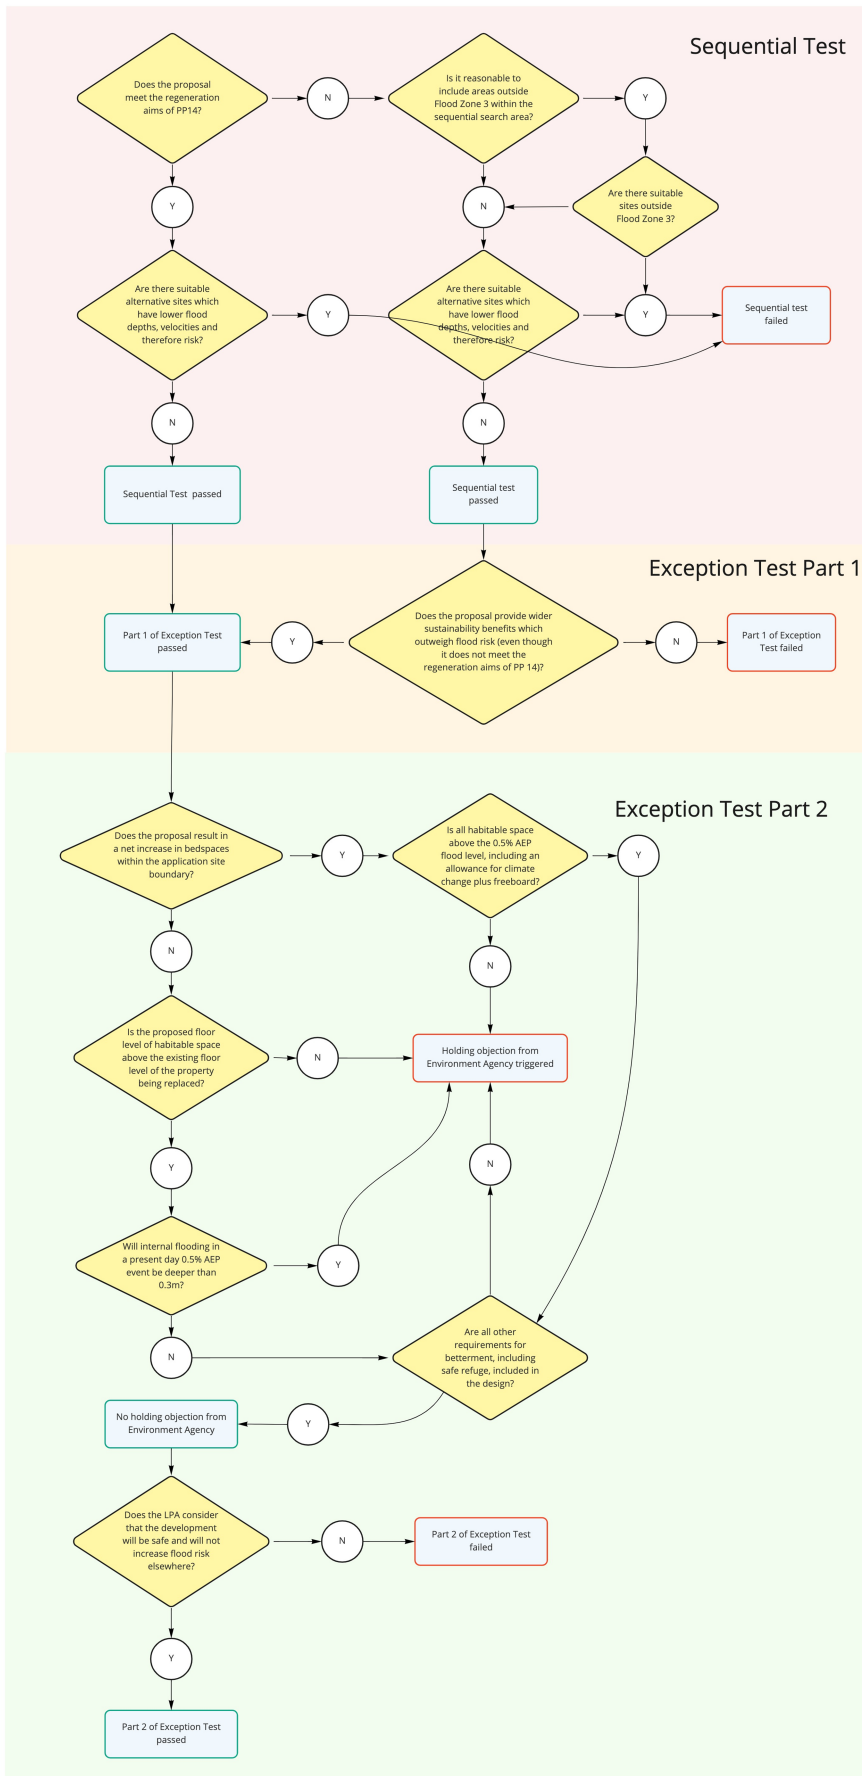 Sequential Test
Does the proposal
meet the regeneration
aims of PP14?
N
Is it reasonable to
include areas outside
Flood Zone 3 within the
sequential search area?
Y
Y
N
Are there suitable
sites outside
Flood Zone 3?
Are there suitable
alternative sites which
have lower flood
depths, velocities and
therefore risk?
Y
Are there suitable
alternative sites which
have lower flood
depths, velocities and
therefore risk?
Y
Sequential test
failed
N
N
Sequential Test  passed
Sequential test
passed
Exception Test Part 1
Part 1 of Exception Test
passed
Y
Does the proposal provide wider
sustainability benefits which
outweigh flood risk (even though
it does not meet the
regeneration aims of PP 14)?
N
Part 1 of Exception
Test failed
Exception Test Part 2
Does the proposal result in
a net increase in bedspaces
within the application site
boundary?
Y
Is all habitable space
above the 0.5% AEP
flood level, including an
allowance for climate
change plus freeboard?
Y
N
N
Is the proposed floor
level of habitable space
above the existing floor
level of the property
being replaced?
N
Holding objection from
Environment Agency triggered
Y
N
Will internal flooding in
a present day 0.5% AEP
event be deeper than
0.3m?
Y
N
Are all other
requirements for
betterment, including
safe refuge, included in
the design?
No holding objection from
Environment Agency
Y
Does the LPA consider
that the development
will be safe and will not
increase flood risk
elsewhere?
N
Part 2 of Exception Test
failed
Y
Part 2 of Exception Test
passed